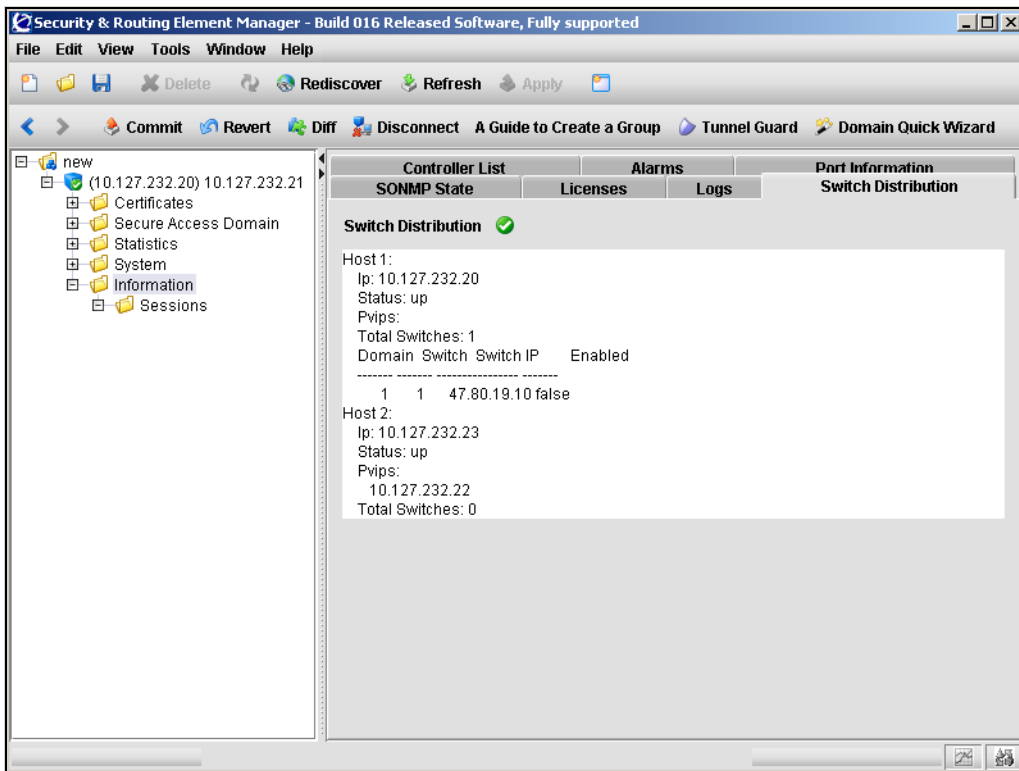 Security & Routing Element Manager - Build 016 Released Software, Fully supported
File Edit View Tools Window Help
Delete Rediscover Refresh Apply
Commit Revert Diff Disconnect A Guide to Create a Group Tunnel Guard Domain Quick Wizard
new
(10.127.232.20) 10.127.232.21
Certificates
Secure Access Domain
Statistics
System
Information
Sessions
Controller List Alarms Port Information
SONMP State Licenses Logs Switch Distribution
Switch Distribution
Host 1:
Ip: 10.127.232.20
Status: up
Pvips:
Total Switches: 1
Domain Switch Switch IP Enabled
------- ------- ---------------- -------
1 1 47.80.19.10 false
Host 2:
Ip: 10.127.232.23
Status: up
Pvips:
10.127.232.22
Total Switches: 0